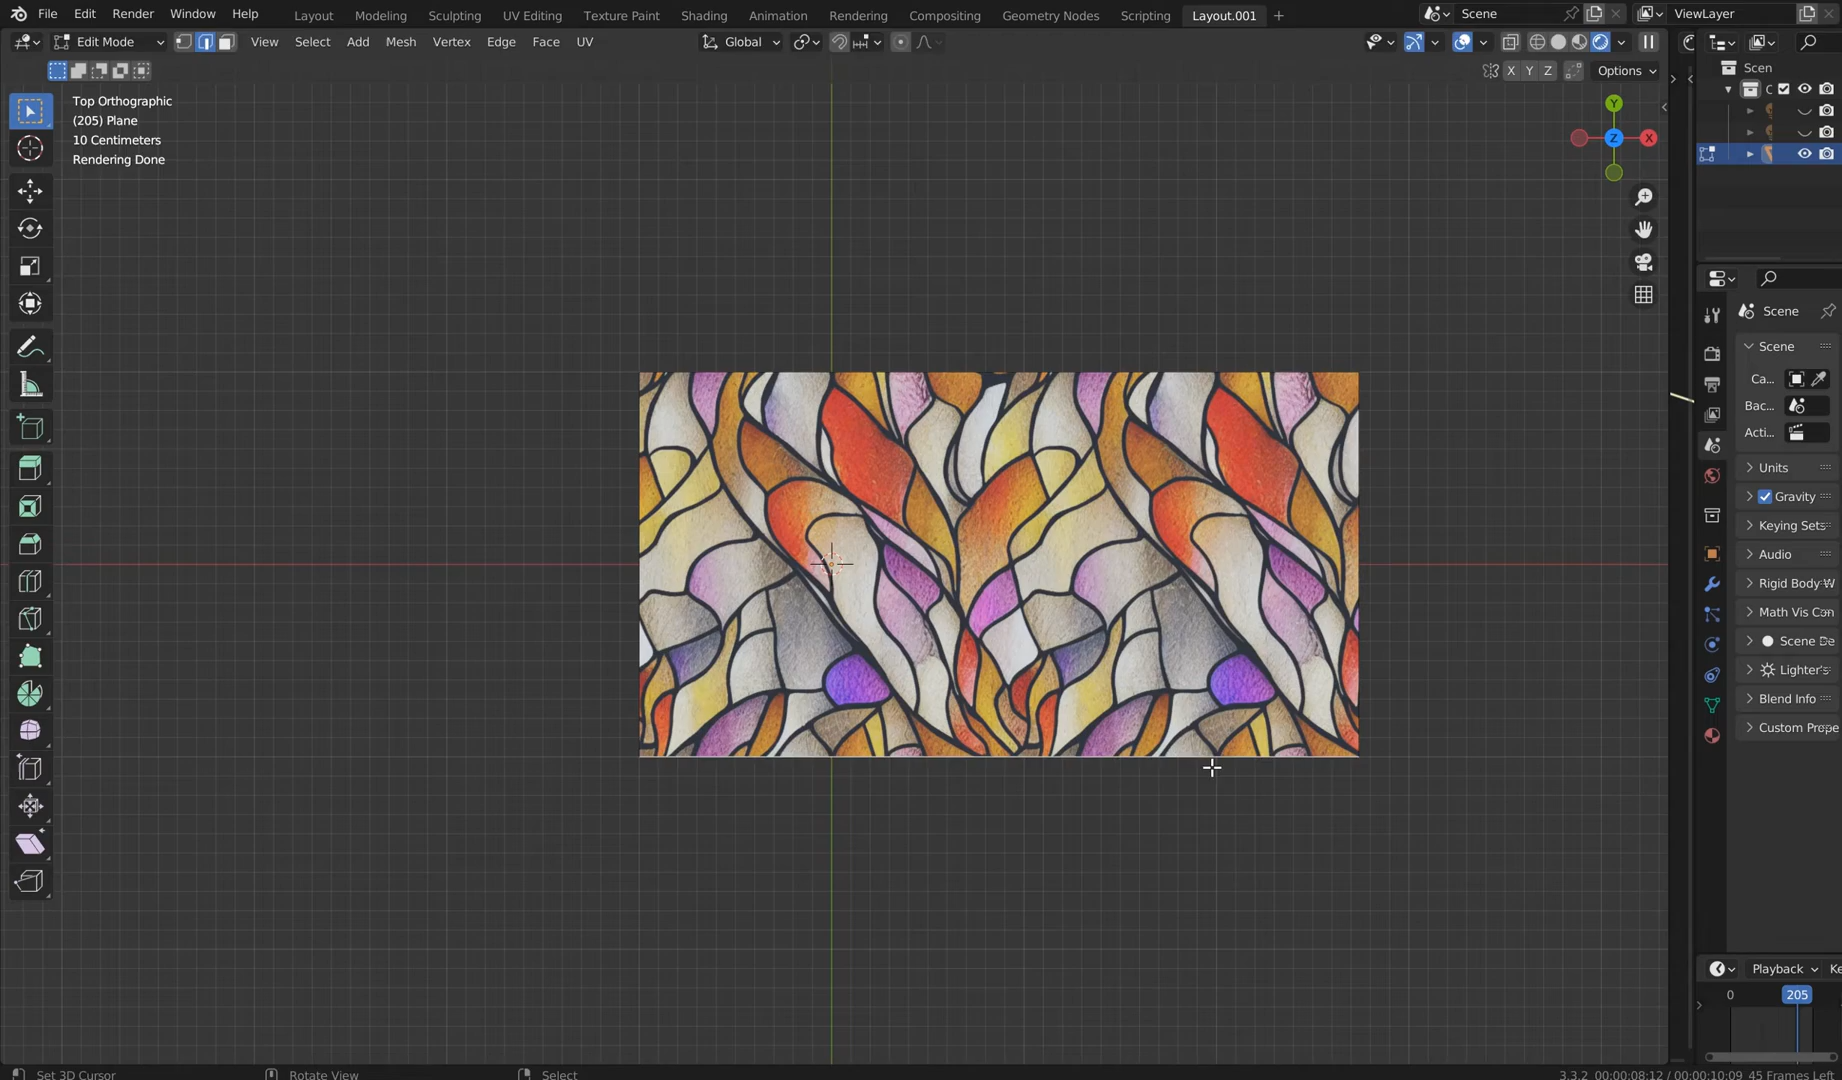 File Edit Render Window Help Layout Modeling Sculpting UV Editing Texture Paint Shading Animation Rendering Compositing Geometry Nodes Scripting Layout.001 Scene ViewLayer
Edit Mode View Select Add Mesh Vertex Edge Face UV Global
X Y Z Options
Top Orthographic
(205) Plane
10 Centimeters
Rendering Done
Y
Z X
Scen
C
Scene
Scene
Ca...
Bac...
Acti...
Units
Gravity
Keying Sets
Audio
Rigid Body W
Math Vis Con
Scene De
Lighter's
Blend Info
Custom Prope
Playback Ke
0 205
Set 3D Cursor Rotate View Select 3.3.2 00:00:08:12 / 00:00:10:09 45 Frames Left